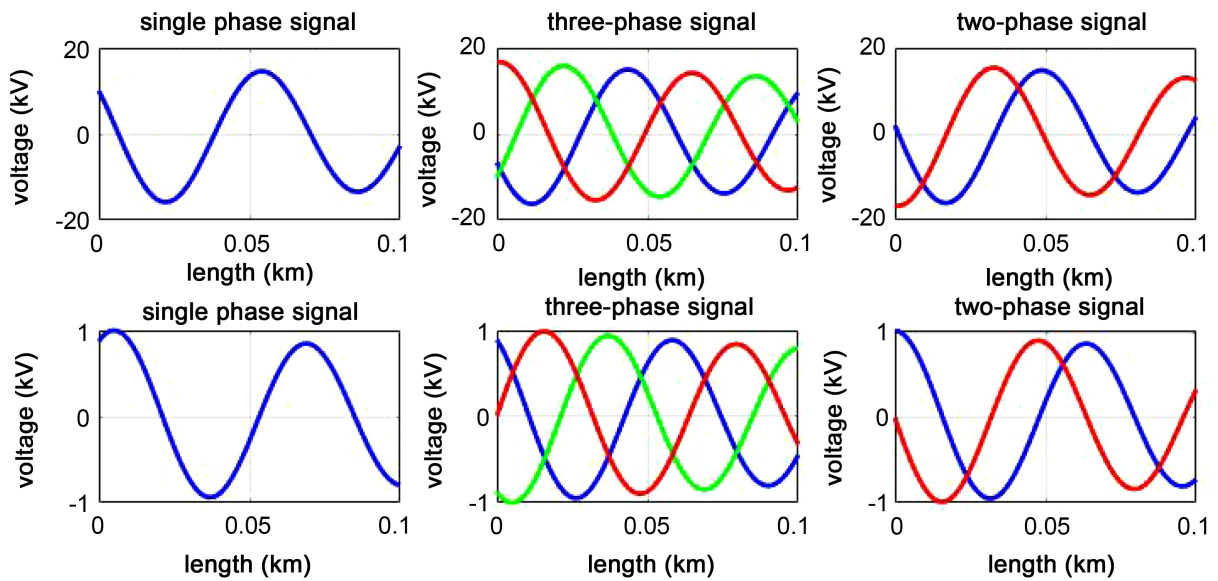 single phase signal
three-phase signal
two-phase signal
voltage (kV)
20
0
-20
0
0.05
0.1
length (km)
voltage (kV)
20
0
-20
0
0.05
0.1
length (km)
voltage (kV)
20
0
-20
0
0.05
0.1
length (km)
single phase signal
three-phase signal
two-phase signal
voltage (kV)
1
0
-1
0
0.05
0.1
length (km)
voltage (kV)
1
0
-1
0
0.05
0.1
length (km)
voltage (kV)
1
0
-1
0
0.05
0.1
length (km)